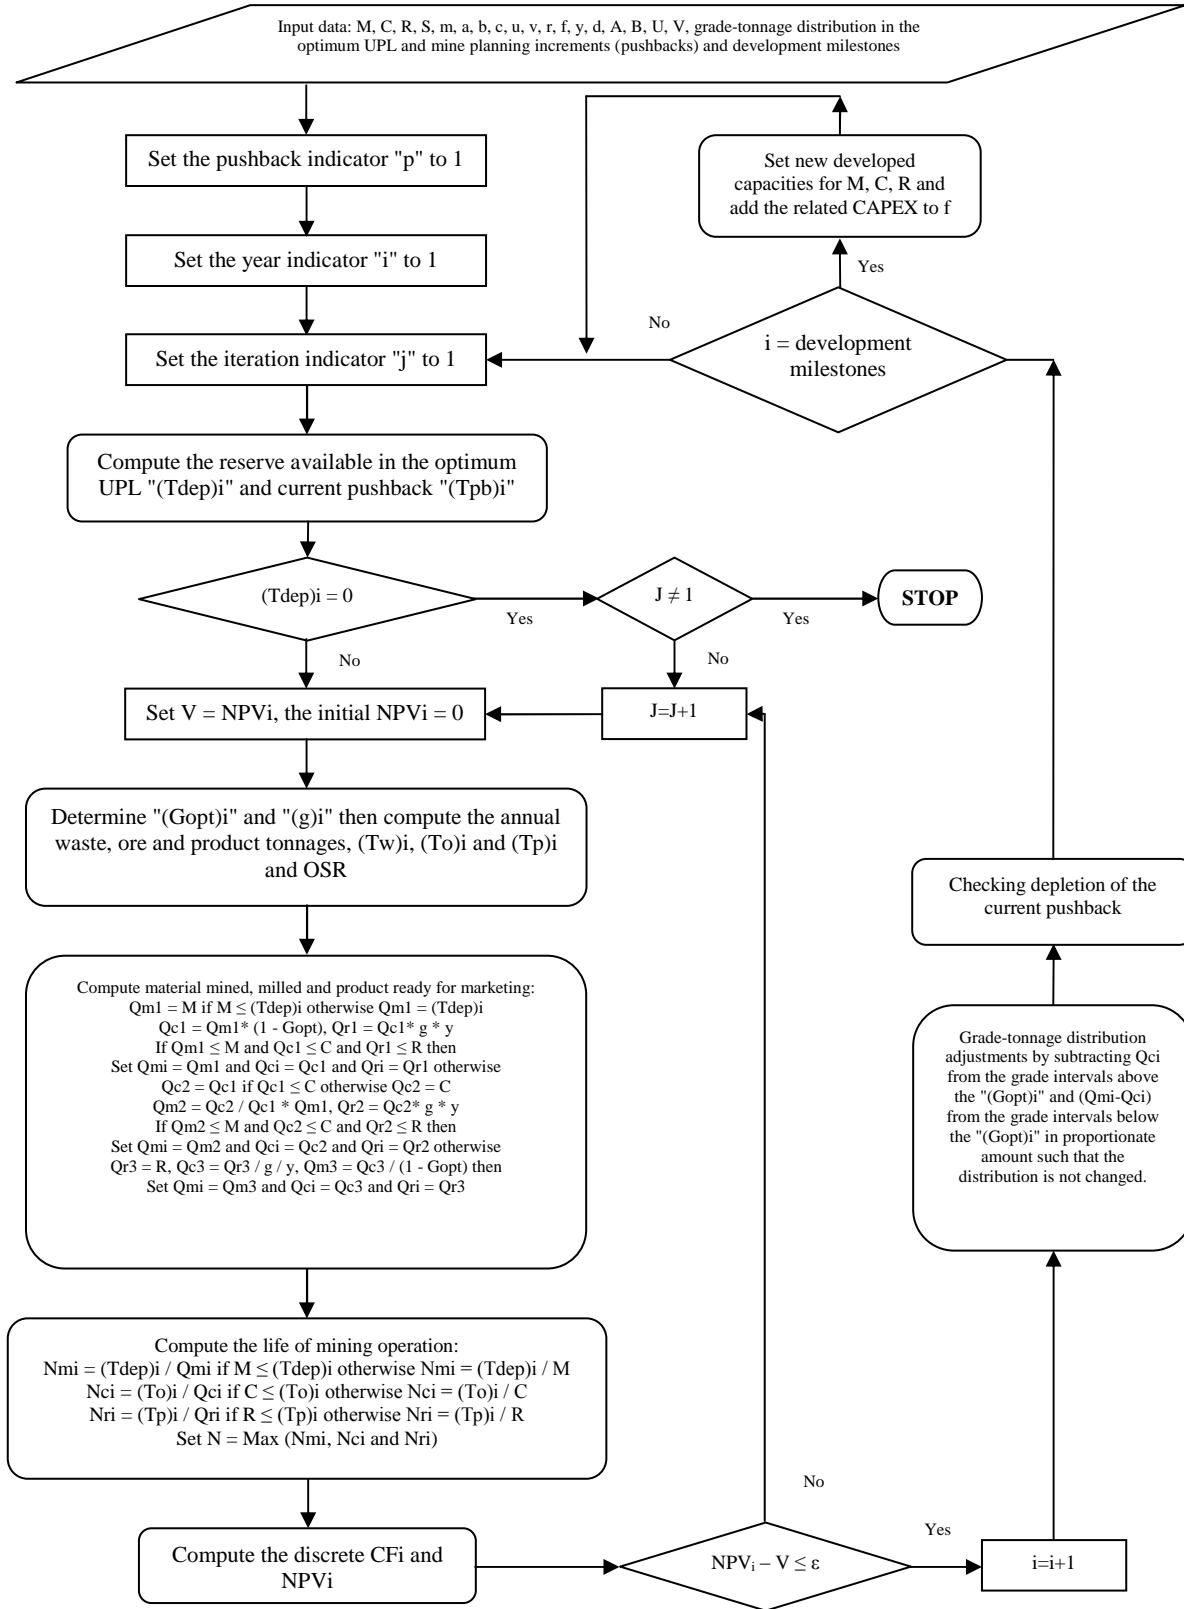 Input data: M, C, R, S, m, a, b, c, u, v, r, f, y, d, A, B, U, V, grade-tonnage distribution in the
optimum UPL and mine planning increments (pushbacks) and development milestones
Set the pushback indicator "p" to 1
Set the year indicator "i" to 1
Set the iteration indicator "j" to 1
Set new developed
capacities for M, C, R and
add the related CAPEX to f
Yes
No
i = development
milestones
Compute the reserve available in the optimum
UPL "(Tdep)i" and current pushback "(Tpb)i"
(Tdep)i = 0
Yes
J ≠ 1
Yes
STOP
No
No
Set V = NPVi, the initial NPVi = 0
J=J+1
Determine "(Gopt)i" and "(g)i" then compute the annual
waste, ore and product tonnages, (Tw)i, (To)i and (Tp)i
and OSR
Checking depletion of the
current pushback
Compute material mined, milled and product ready for marketing:
Qm1 = M if M ≤ (Tdep)i otherwise Qm1 = (Tdep)i
Qc1 = Qm1* (1 - Gopt), Qr1 = Qc1* g * y
If Qm1 ≤ M and Qc1 ≤ C and Qr1 ≤ R then
Set Qmi = Qm1 and Qci = Qc1 and Qri = Qr1 otherwise
Qc2 = Qc1 if Qc1 ≤ C otherwise Qc2 = C
Qm2 = Qc2 / Qc1 * Qm1, Qr2 = Qc2* g * y
If Qm2 ≤ M and Qc2 ≤ C and Qr2 ≤ R then
Set Qmi = Qm2 and Qci = Qc2 and Qri = Qr2 otherwise
Qr3 = R, Qc3 = Qr3 / g / y, Qm3 = Qc3 / (1 - Gopt) then
Set Qmi = Qm3 and Qci = Qc3 and Qri = Qr3
Grade-tonnage distribution
adjustments by subtracting Qci
from the grade intervals above
the "(Gopt)i" and (Qmi-Qci)
from the grade intervals below
the "(Gopt)i" in proportionate
amount such that the
distribution is not changed.
Compute the life of mining operation:
Nmi = (Tdep)i / Qmi if M ≤ (Tdep)i otherwise Nmi = (Tdep)i / M
Nci = (To)i / Qci if C ≤ (To)i otherwise Nci = (To)i / C
Nri = (Tp)i / Qri if R ≤ (Tp)i otherwise Nri = (Tp)i / R
Set N = Max (Nmi, Nci and Nri)
No
Compute the discrete CFi and
NPVi
NPVᵢ – V ≤ ε
Yes
i=i+1